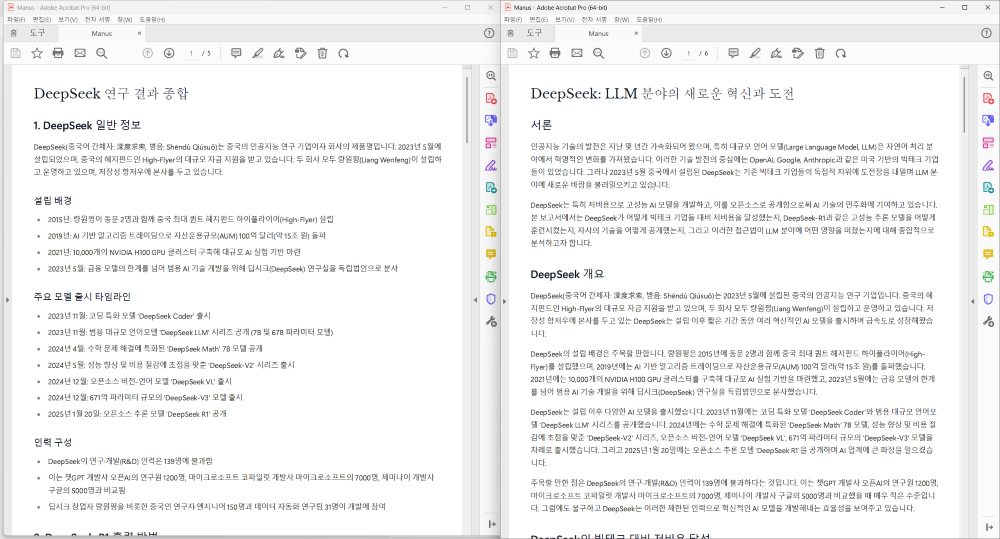 Manus - Adobe Acrobat Pro (64-bit)
파일(F) 편집(E) 보기(V) 전자 서명 창(W) 도움말(H)
홈 도구 Manus ×
1 / 5
DeepSeek 연구 결과 종합
1. DeepSeek 일반 정보
DeepSeek(중국어 간체자: 深度求索, 병음: Shēndù Qiúsuǒ)는 중국의 인공지능 연구 기업이자 회사의 제품명입니다. 2023년 5월에
설립되었으며, 중국의 헤지펀드인 High-Flyer의 대규모 자금 지원을 받고 있습니다. 두 회사 모두 량원펑(Liang Wenfeng)이 설립하
고 운영하고 있으며, 저장성 항저우에 본사를 두고 있습니다.
설립 배경
• 2015년: 량원펑이 동문 2명과 함께 중국 최대 퀀트 헤지펀드 하이플라이어(High-Flyer) 설립
• 2019년: AI 기반 알고리즘 트레이딩으로 자산운용규모(AUM) 100억 달러(약 15조 원) 돌파
• 2021년: 10,000개의 NVIDIA H100 GPU 클러스터 구축해 대규모 AI 실험 기반 마련
• 2023년 5월: 금융 모델의 한계를 넘어 범용 AI 기술 개발을 위해 딥시크(DeepSeek) 연구실을 독립법인으로 분사
주요 모델 출시 타임라인
• 2023년 11월: 코딩 특화 모델 'DeepSeek Coder' 출시
• 2023년 11월: 범용 대규모 언어모델 'DeepSeek LLM' 시리즈 공개 (7B 및 67B 파라미터 모델)
• 2024년 4월: 수학 문제 해결에 특화된 'DeepSeek Math' 7B 모델 공개
• 2024년 5월: 성능 향상 및 비용 절감에 초점을 맞춘 'DeepSeek-V2' 시리즈 출시
• 2024년 12월: 오픈소스 비전-언어 모델 'DeepSeek VL' 출시
• 2024년 12월: 671억 파라미터 규모의 'DeepSeek-V3' 모델 출시
• 2025년 1월 20일: 오픈소스 추론 모델 'DeepSeek R1' 공개
인력 구성
• DeepSeek의 연구·개발(R&D) 인력은 139명에 불과함
• 이는 챗GPT 개발사 오픈AI의 연구원 1200명, 마이크로소프트 코파일럿 개발사 마이크로소프트의 7000명, 제미나이 개발사
구글의 5000명과 비교됨
• 딥시크 창업자 량원펑을 비롯한 중국인 연구자·엔지니어 150명과 데이터 자동화 연구팀 31명이 개발에 참여
Manus - Adobe Acrobat Pro (64-bit)
파일(F) 편집(E) 보기(V) 전자 서명 창(W) 도움말(H)
홈 도구 Manus ×
1 / 6
DeepSeek: LLM 분야의 새로운 혁신과 도전
서론
인공지능 기술의 발전은 지난 몇 년간 가속화되어 왔으며, 특히 대규모 언어 모델(Large Language Model, LLM)은 자연어 처리 분
야에서 혁명적인 변화를 가져왔습니다. 이러한 기술 발전의 중심에는 OpenAI, Google, Anthropic과 같은 미국 기반의 빅테크 기업
들이 있었습니다. 그러나 2023년 5월 중국에서 설립된 DeepSeek는 기존 빅테크 기업들의 독점적 지위에 도전장을 내밀며 LLM 분
야에 새로운 바람을 불러일으키고 있습니다.
DeepSeek는 특히 저비용으로 고성능 AI 모델을 개발하고, 이를 오픈소스로 공개함으로써 AI 기술의 민주화에 기여하고 있습니다.
본 보고서에서는 DeepSeek가 어떻게 빅테크 기업들 대비 저비용을 달성했는지, DeepSeek-R1과 같은 고성능 추론 모델을 어떻게
훈련시켰는지, 자사의 기술을 어떻게 공개했는지, 그리고 이러한 접근법이 LLM 분야에 어떤 영향을 미쳤는지에 대해 종합적으로
분석하고자 합니다.
DeepSeek 개요
DeepSeek(중국어 간체자: 深度求索, 병음: Shēndù Qiúsuǒ)는 2023년 5월에 설립된 중국의 인공지능 연구 기업입니다. 중국의 헤
지펀드인 High-Flyer의 대규모 자금 지원을 받고 있으며, 두 회사 모두 량원펑(Liang Wenfeng)이 설립하고 운영하고 있습니다. 저
장성 항저우에 본사를 두고 있는 DeepSeek는 설립 이후 짧은 기간 동안 여러 혁신적인 AI 모델을 출시하며 급속도로 성장해왔습니
다.
DeepSeek의 설립 배경은 주목할 만합니다. 량원펑은 2015년에 동문 2명과 함께 중국 최대 퀀트 헤지펀드 하이플라이어(High-
Flyer)를 설립했으며, 2019년에는 AI 기반 알고리즘 트레이딩으로 자산운용규모(AUM) 100억 달러(약 15조 원)를 돌파했습니다.
2021년에는 10,000개의 NVIDIA H100 GPU 클러스터를 구축해 대규모 AI 실험 기반을 마련했고, 2023년 5월에는 금융 모델의 한계
를 넘어 범용 AI 기술 개발을 위해 딥시크(DeepSeek) 연구실을 독립법인으로 분사했습니다.
DeepSeek는 설립 이후 다양한 AI 모델을 출시했습니다. 2023년 11월에는 코딩 특화 모델 'DeepSeek Coder'와 범용 대규모 언어모
델 'DeepSeek LLM' 시리즈를 공개했습니다. 2024년에는 수학 문제 해결에 특화된 'DeepSeek Math' 7B 모델, 성능 향상 및 비용 절
감에 초점을 맞춘 'DeepSeek-V2' 시리즈, 오픈소스 비전-언어 모델 'DeepSeek VL', 671억 파라미터 규모의 'DeepSeek-V3' 모델을
차례로 출시했습니다. 그리고 2025년 1월 20일에는 오픈소스 추론 모델 'DeepSeek R1'을 공개하며 AI 업계에 큰 파장을 일으켰습
니다.
주목할 만한 점은 DeepSeek의 연구·개발(R&D) 인력이 139명에 불과하다는 것입니다. 이는 챗GPT 개발사 오픈AI의 연구원 1200명,
마이크로소프트 코파일럿 개발사 마이크로소프트의 7000명, 제미나이 개발사 구글의 5000명과 비교했을 때 매우 적은 수준입니
다. 그럼에도 불구하고 DeepSeek는 이러한 제한된 인력으로 혁신적인 AI 모델을 개발해내는 효율성을 보여주고 있습니다.